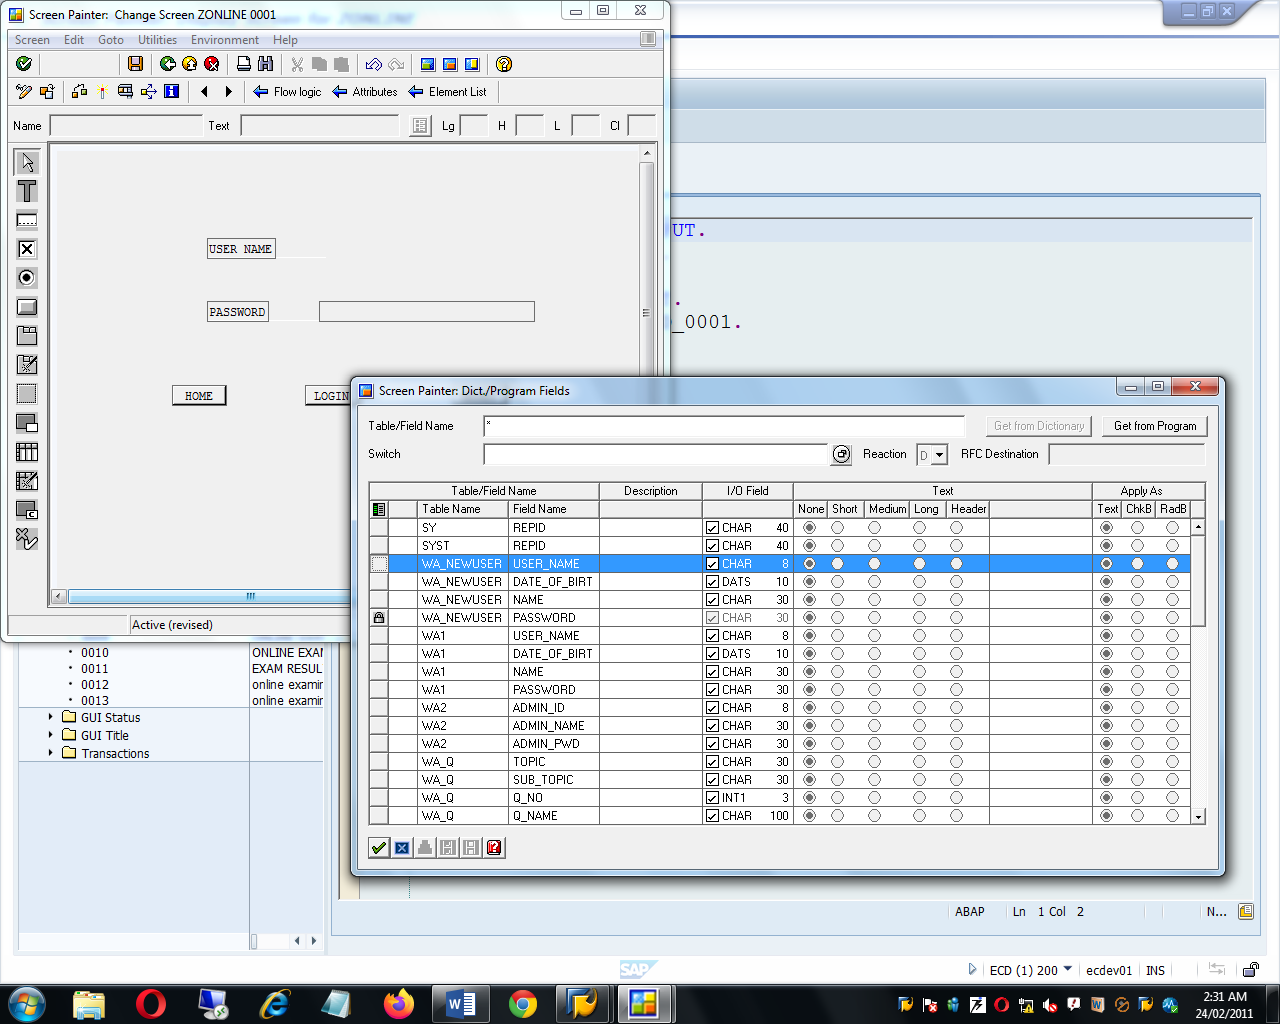 Screen Painter: Change Screen ZONLINE 0001
Screen Edit Goto Utilities Environment Help
Flow logic Attributes Element List
Name Text Lg H L Cl
USER NAME
PASSWORD
HOME LOGIN
Active (revised)
UT.
.
_0001.
Screen Painter: Dict./Program Fields
Table/Field Name * Get from Dictionary Get from Program
Switch Reaction D RFC Destination
Table/Field Name Description I/O Field Text Apply As
Table Name Field Name None Short Medium Long Header Text ChkB RadB
SY REPID CHAR 40
SYST REPID CHAR 40
WA_NEWUSER USER_NAME CHAR 8
WA_NEWUSER DATE_OF_BIRT DATS 10
WA_NEWUSER NAME CHAR 30
WA_NEWUSER PASSWORD CHAR 30
WA1 USER_NAME CHAR 8
WA1 DATE_OF_BIRT DATS 10
WA1 NAME CHAR 30
WA1 PASSWORD CHAR 30
WA2 ADMIN_ID CHAR 8
WA2 ADMIN_NAME CHAR 30
WA2 ADMIN_PWD CHAR 30
WA_Q TOPIC CHAR 30
WA_Q SUB_TOPIC CHAR 30
WA_Q Q_NO INT1 3
WA_Q Q_NAME CHAR 100
0010 ONLINE EXAM
0011 EXAM RESUL
0012 online examin
0013 online examin
GUI Status
GUI Title
Transactions
ABAP Ln 1 Col 2 N...
SAP
ECD (1) 200 ecdev01 INS
2:31 AM
24/02/2011